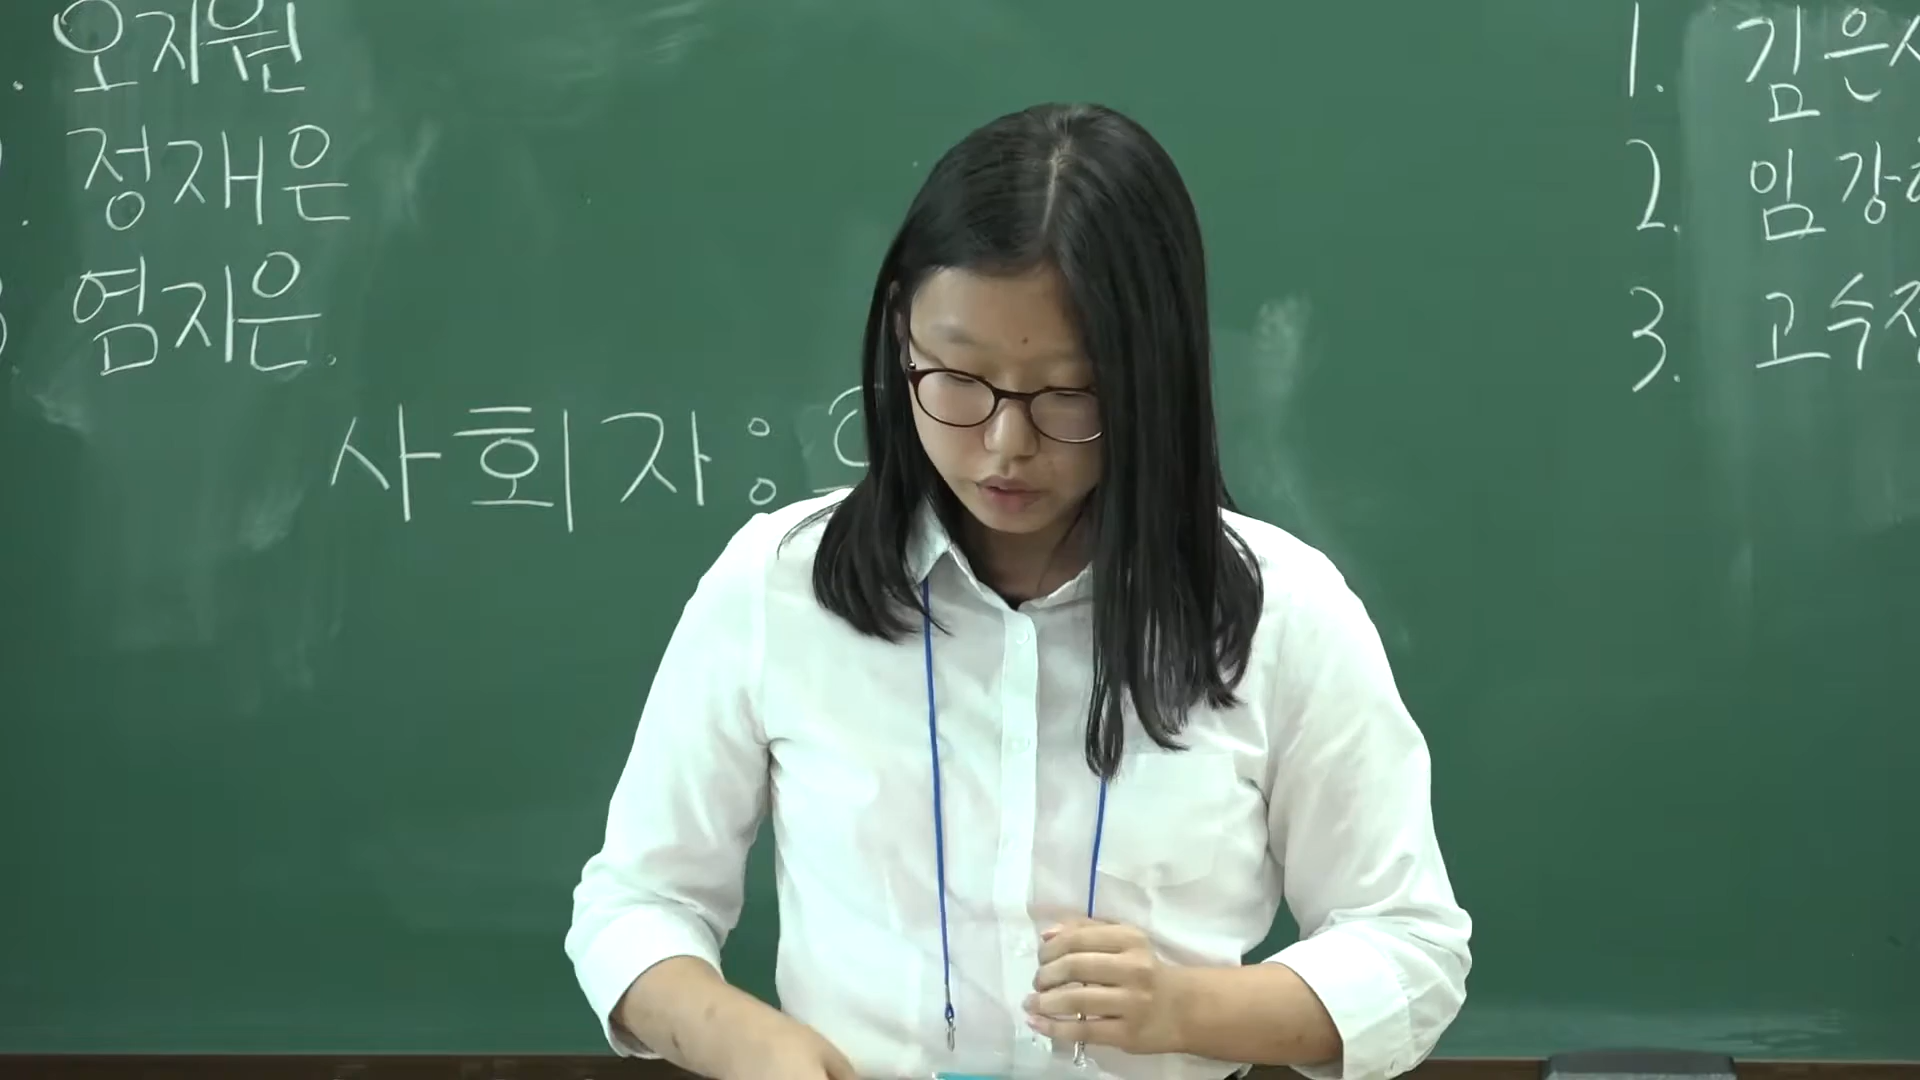 오지원
정재은
3 염지은.
사회자:
1. 김은
2. 임강
3. 고수